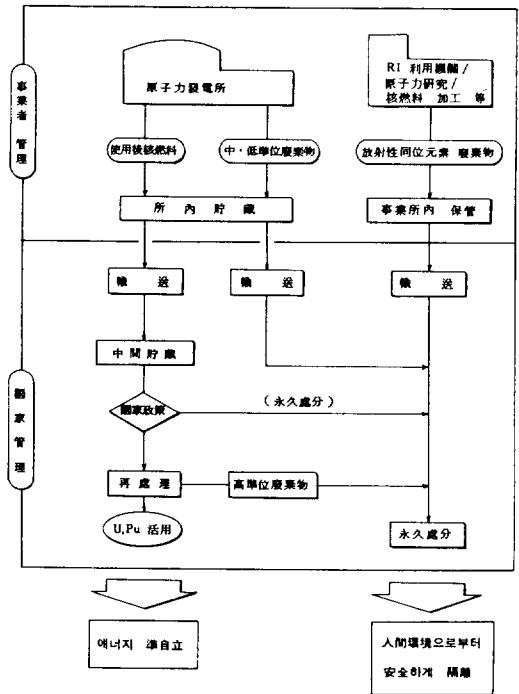 事業者 管理
原子力發電所
RI 利用機關 /
原子力硏究 /
核燃料 加工 等
使用後核燃料
中・低準位廢棄物
放射性同位元素 廢棄物
所 內 貯 藏
事業所內 保管
國家 管理
輸 送
輸 送
輸 送
中間貯藏
國家政策
(永久處分)
再 處 理
高準位廢棄物
U,Pu 活用
永久處分
에너지 準自立
人間環境으로부터
安全하게 隔離